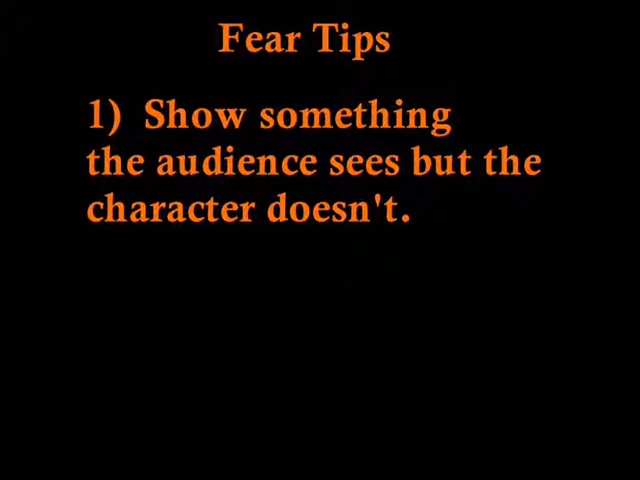 Fear Tips
1) Show something
the audience sees but the
character doesn't.